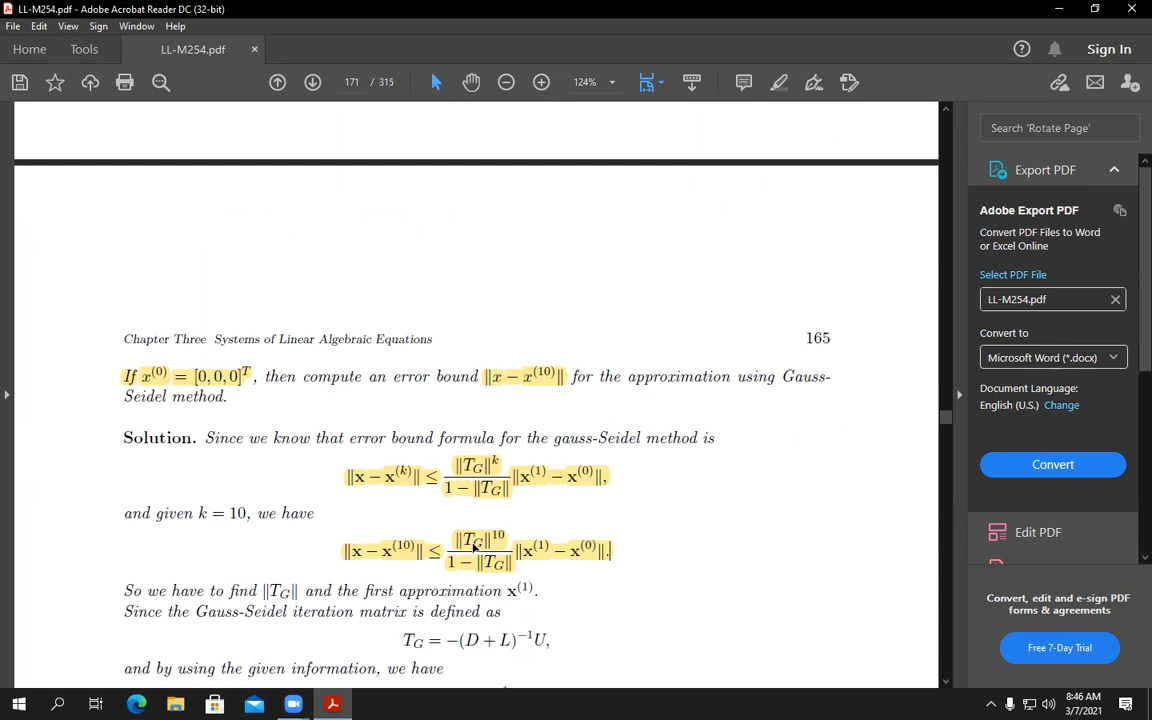 LL-M254.pdf - Adobe Acrobat Reader DC (32-bit)
File Edit View Sign Window Help
Home Tools LL-M254.pdf × Sign In
171 / 315 124%
Search 'Rotate Page'
Export PDF
Adobe Export PDF
Convert PDF Files to Word
or Excel Online
Select PDF File
LL-M254.pdf
Convert to
Microsoft Word (*.docx)
Document Language:
English (U.S.) Change
Convert
Edit PDF
Convert, edit and e-sign PDF
forms & agreements
Free 7-Day Trial
Chapter Three Systems of Linear Algebraic Equations 165
If x^(0) = [0, 0, 0]^T, then compute an error bound ‖x − x^(10)‖ for the approximation using Gauss-
Seidel method.
Solution. Since we know that error bound formula for the gauss-Seidel method is
‖x − x^(k)‖ ≤ ‖T_G‖^k / (1 − ‖T_G‖) ‖x^(1) − x^(0)‖,
and given k = 10, we have
‖x − x^(10)‖ ≤ ‖T_G‖^10 / (1 − ‖T_G‖) ‖x^(1) − x^(0)‖.
So we have to find ‖T_G‖ and the first approximation x^(1).
Since the Gauss-Seidel iteration matrix is defined as
T_G = −(D + L)^−1 U,
and by using the given information, we have
8:46 AM
3/7/2021